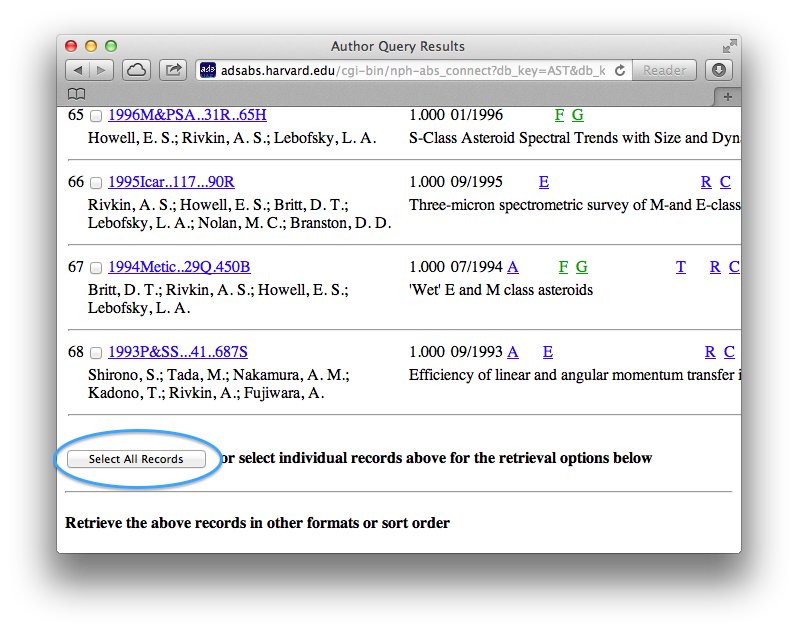 Author Query Results
ads adsabs.harvard.edu/cgi-bin/nph-abs_connect?db_key=AST&db_k Reader
65 1996M&PSA..31R..65H 1.000 01/1996 F G
Howell, E. S.; Rivkin, A. S.; Lebofsky, L. A. S-Class Asteroid Spectral Trends with Size and Dyn
66 1995Icar..117...90R 1.000 09/1995 E R C
Rivkin, A. S.; Howell, E. S.; Britt, D. T.; Three-micron spectrometric survey of M-and E-class
Lebofsky, L. A.; Nolan, M. C.; Branston, D. D.
67 1994Metic..29Q.450B 1.000 07/1994 A F G T R C
Britt, D. T.; Rivkin, A. S.; Howell, E. S.; 'Wet' E and M class asteroids
Lebofsky, L. A.
68 1993P&SS...41..687S 1.000 09/1993 A E R C
Shirono, S.; Tada, M.; Nakamura, A. M.; Efficiency of linear and angular momentum transfer i
Kadono, T.; Rivkin, A.; Fujiwara, A.
Select All Records or select individual records above for the retrieval options below
Retrieve the above records in other formats or sort order